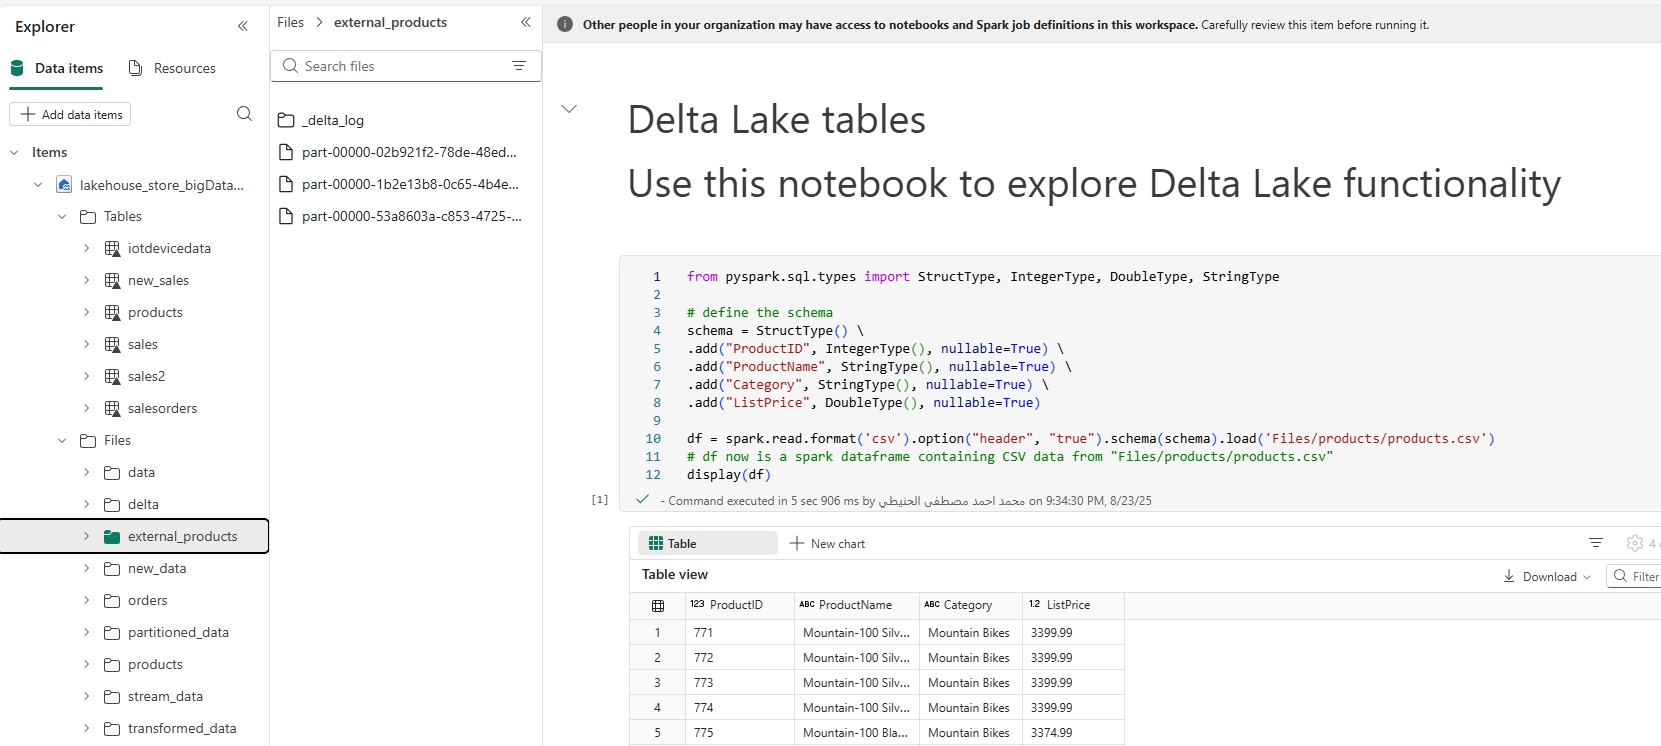 Explorer
Data items
Resources
Add data items
Items
lakehouse_store_bigData...
Tables
iotdevicedata
new_sales
products
sales
sales2
salesorders
Files
data
delta
external_products
new_data
orders
partitioned_data
products
stream_data
transformed_data
Files > external_products
Search files
_delta_log
part-00000-02b921f2-78de-48ed...
part-00000-1b2e13b8-0c65-4b4e...
part-00000-53a8603a-c853-4725-...
Other people in your organization may have access to notebooks and Spark job definitions in this workspace. Carefully review this item before running it.
Delta Lake tables
Use this notebook to explore Delta Lake functionality
1 from pyspark.sql.types import StructType, IntegerType, DoubleType, StringType
2
3 # define the schema
4 schema = StructType() \
5 .add("ProductID", IntegerType(), nullable=True) \
6 .add("ProductName", StringType(), nullable=True) \
7 .add("Category", StringType(), nullable=True) \
8 .add("ListPrice", DoubleType(), nullable=True)
9
10 df = spark.read.format('csv').option("header", "true").schema(schema).load('Files/products/products.csv')
11 # df now is a spark dataframe containing CSV data from "Files/products/products.csv"
12 display(df)
[1] - Command executed in 5 sec 906 ms by محمد احمد مصطفى الحنيطي on 9:34:30 PM, 8/23/25
Table
New chart
4
Table view
Download
Filter
123 ProductID ABC ProductName ABC Category 1.2 ListPrice
1 771 Mountain-100 Silv... Mountain Bikes 3399.99
2 772 Mountain-100 Silv... Mountain Bikes 3399.99
3 773 Mountain-100 Silv... Mountain Bikes 3399.99
4 774 Mountain-100 Silv... Mountain Bikes 3399.99
5 775 Mountain-100 Bla... Mountain Bikes 3374.99